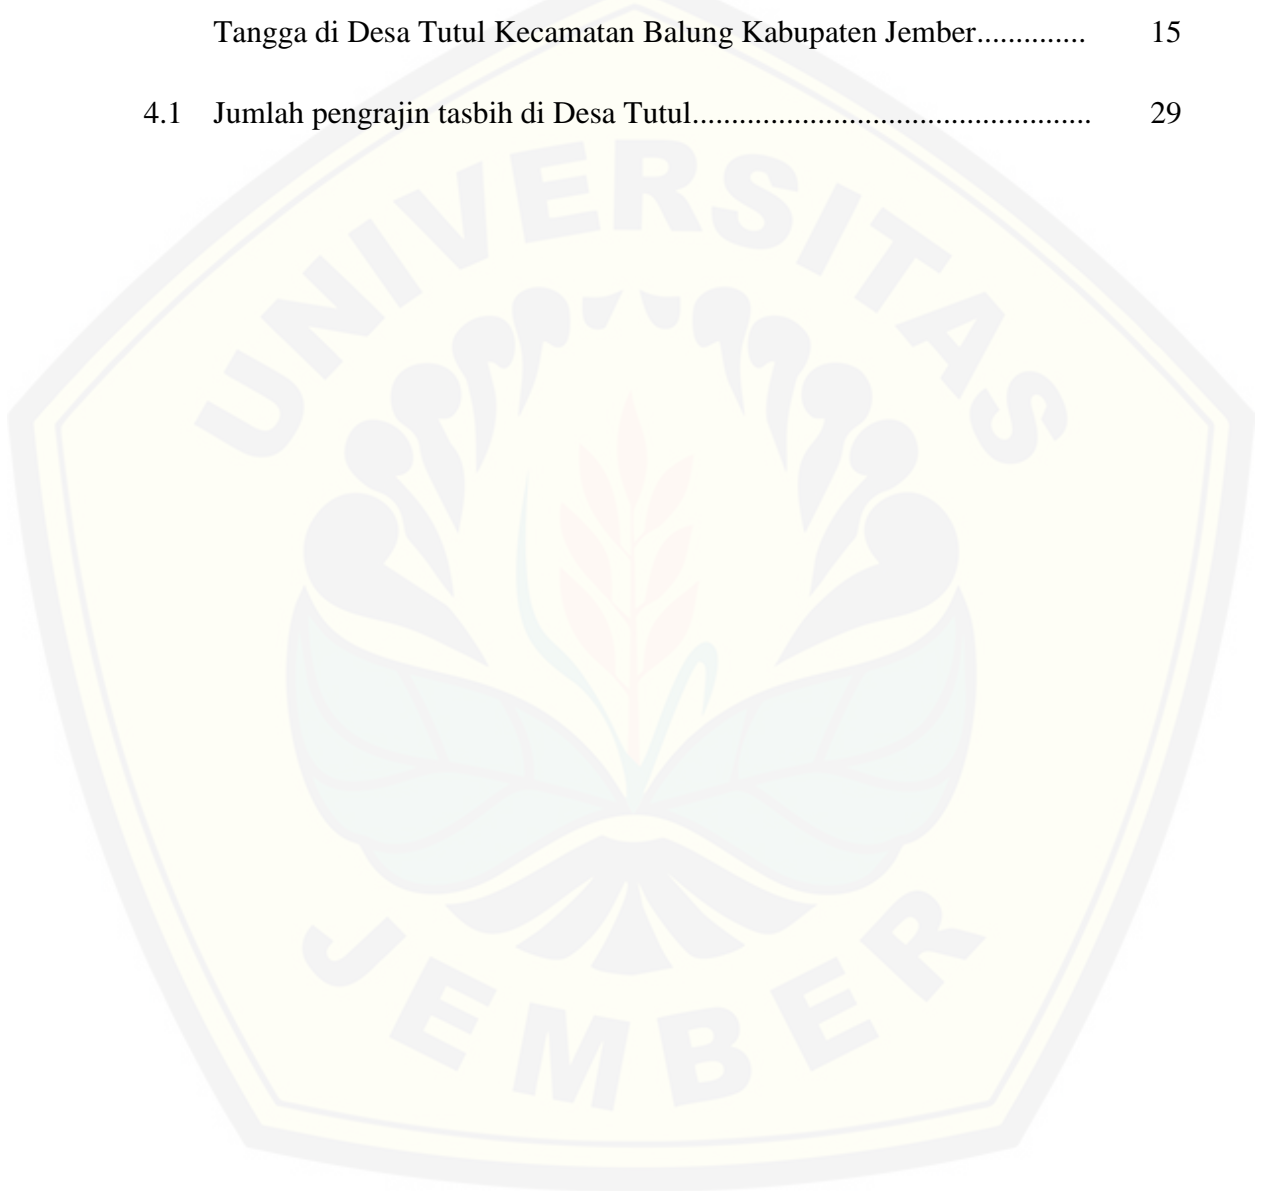 Tangga di Desa Tutul Kecamatan Balung Kabupaten Jember.............. 15
4.1 Jumlah pengrajin tasbih di Desa Tutul................................................... 29
UNIVERSITAS
JEMBER